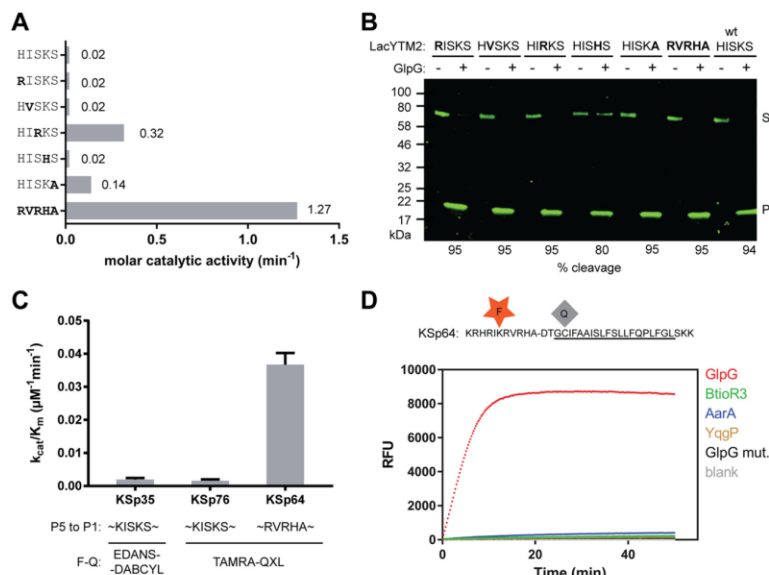 A
HISKS 0.02
RISKS 0.02
HVSKS 0.02
HIRKS 0.32
HISHS 0.02
HISKA 0.14
RVRHA 1.27
0.0 0.5 1.0 1.5
molar catalytic activity (min-1)
B
wt
LacYTM2: RISKS HVSKS HIRKS HISHS HISKA RVRHA HISKS
GlpG: - + - + - + - + - + - + - +
100
80
58
46
32
25
22
17
kDa
S
P
95 95 95 80 95 95 94
% cleavage
C
kcat/Km (µM-1min-1)
0.05
0.04
0.03
0.02
0.01
0.00
KSp35 KSp76 KSp64
P5 to P1: ~KISKS~ ~KISKS~ ~RVRHA~
F-Q: EDANS-DABCYL TAMRA-QXL
D
F Q
KSp64: KRHRIKRVRHA-DTGCIFAAISLFSLLFQPLFGLSKK
RFU
10000
8000
6000
4000
2000
0
0 20 40
Time (min)
GlpG
BtioR3
AarA
YqgP
GlpG mut.
blank